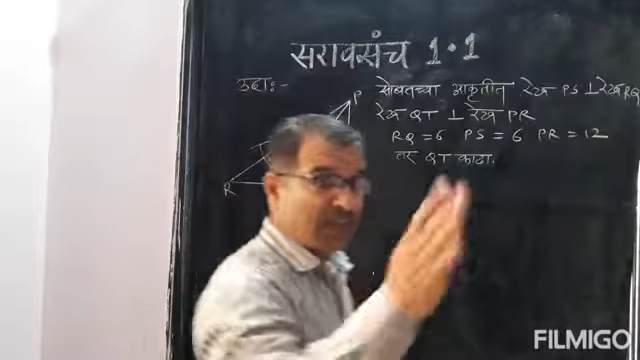 सरावसंच 1.1
उदाः-
सोबतच्या आकृतीत रेख PS ⊥ रेख RQ
रेख QT ⊥ रेख PR
RQ = 6 PS = 6 PR = 12
तर QT काढा.
P
T
R
FILMIGO